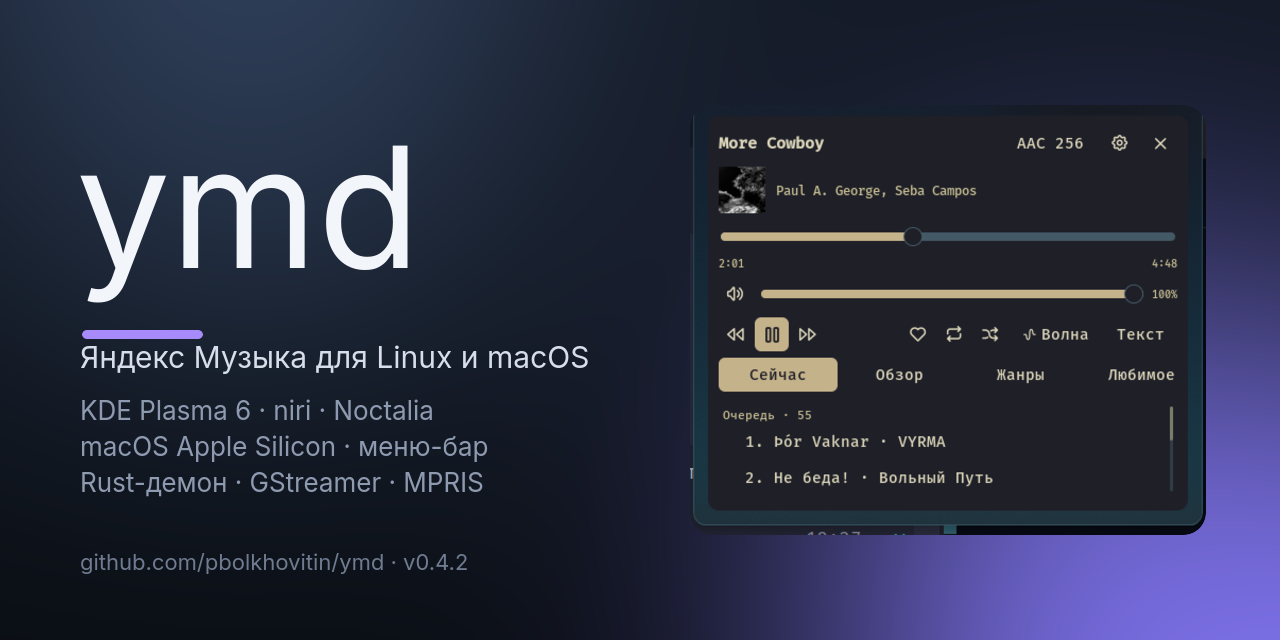 ymd
Яндекс Музыка для Linux и macOS
KDE Plasma 6 · niri · Noctalia
macOS Apple Silicon · меню-бар
Rust-демон · GStreamer · MPRIS
github.com/pbolkhovitin/ymd · v0.4.2
More Cowboy AAC 256
Paul A. George, Seba Campos
2:01 4:48
100%
Волна Текст
Сейчас Обзор Жанры Любимое
Очередь · 55
1. Þór Vaknar · VYRMA
2. Не беда! · Вольный Путь